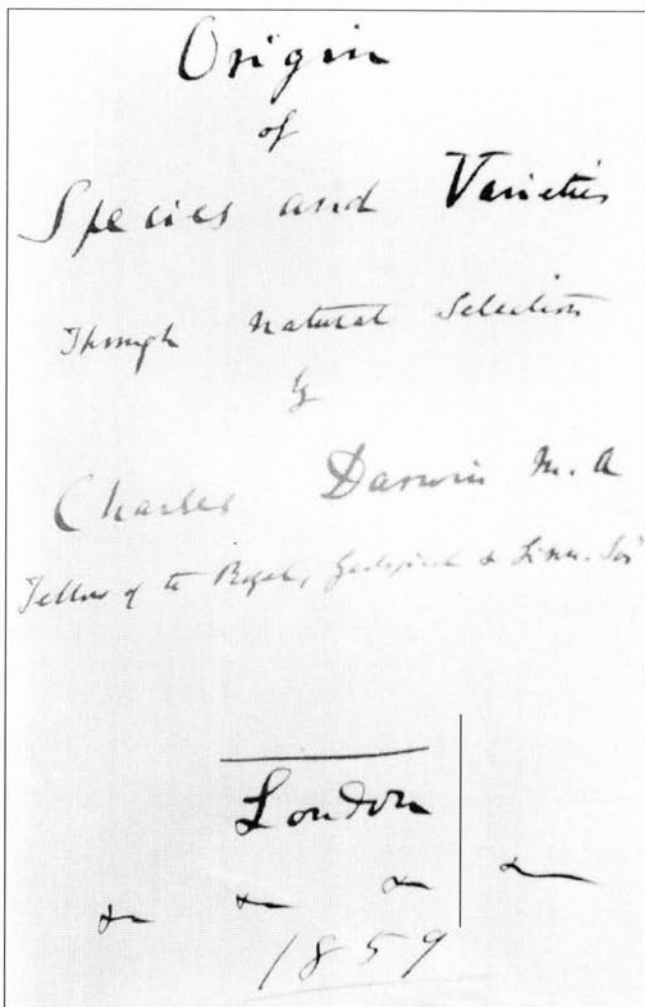 Origin
of
Species and Varieties
Through Natural Selection
by
Charles Darwin M.A
Fellow of the Royal, Geological & Linn. Soc
London
&c &c &c &c
1859